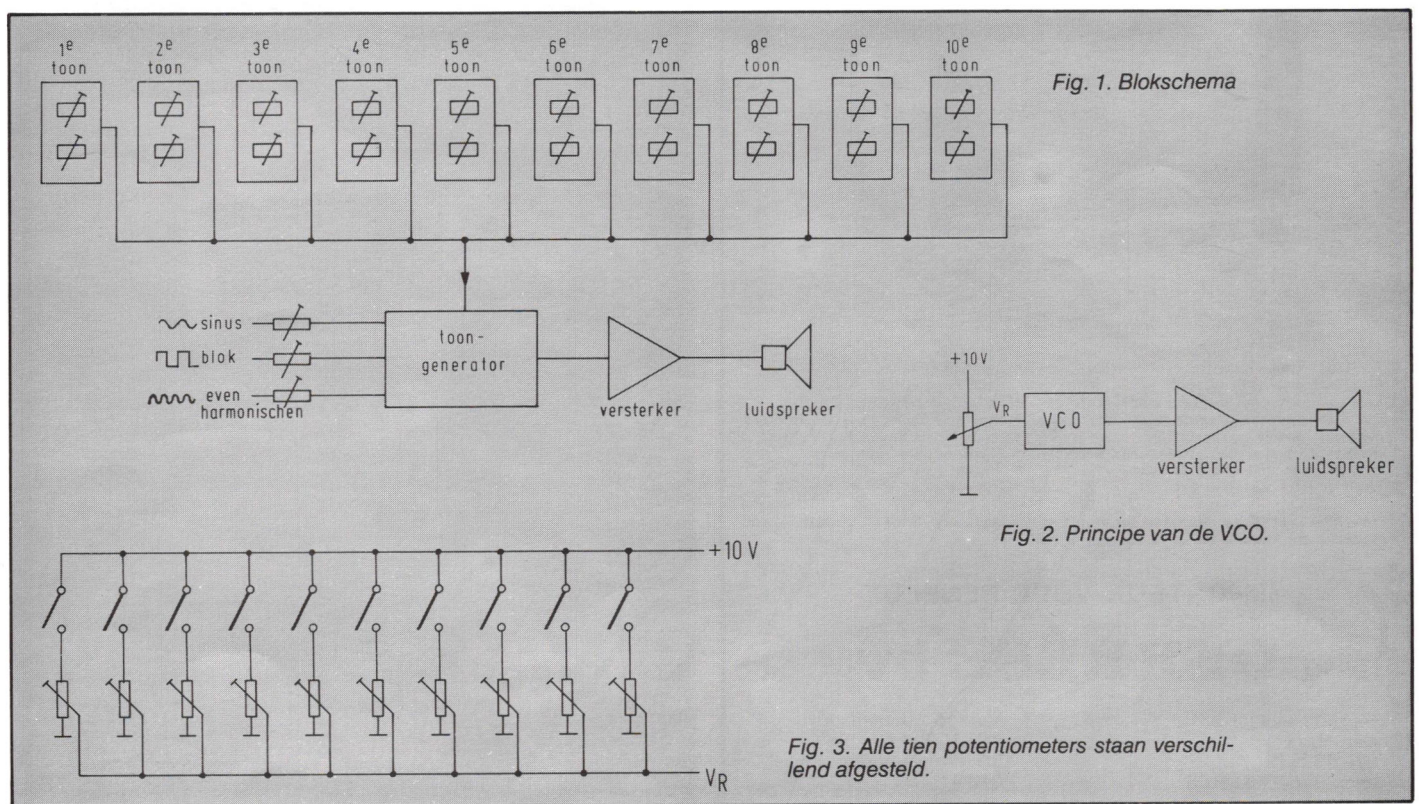 1e 2e 3e 4e 5e 6e 7e 8e 9e 10e
toon toon toon toon toon toon toon toon toon toon
Fig. 1. Blokschema
sinus
blok
even
harmonischen
toon-
generator
versterker
luidspreker
+10V
VR
VCO
versterker
luidspreker
Fig. 2. Principe van de VCO.
+10V
VR
Fig. 3. Alle tien potentiometers staan verschil-
lend afgesteld.